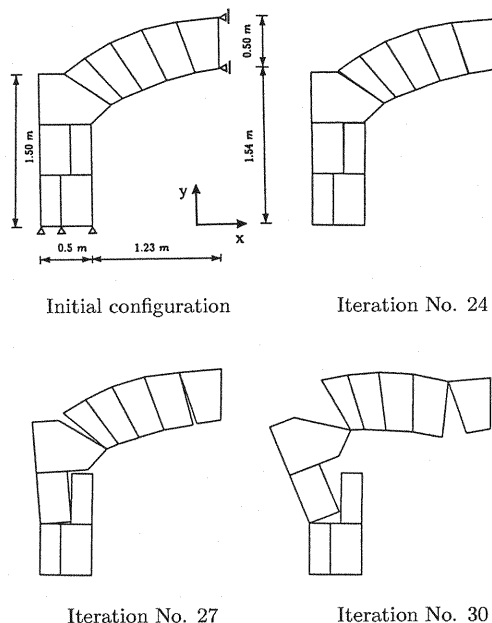 0.50 m
1.50 m
1.54 m
y
x
0.5 m
1.23 m
Initial configuration
Iteration No. 24
Iteration No. 27
Iteration No. 30